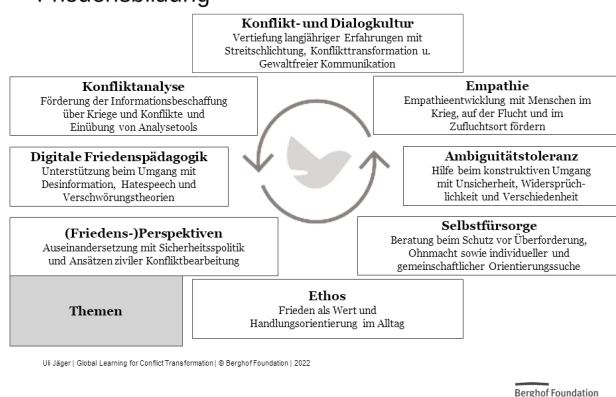 Friedensbildung
Konflikt- und Dialogkultur
Vertiefung langjähriger Erfahrungen mit
Streitschlichtung, Konflikttransformation u.
Gewaltfreier Kommunikation
Konfliktanalyse
Förderung der Informationsbeschaffung
über Kriege und Konflikte und
Einübung von Analysetools
Empathie
Empathieentwicklung mit Menschen im
Krieg, auf der Flucht und im
Zufluchtsort fördern
Digitale Friedenspädagogik
Unterstützung beim Umgang mit
Desinformation, Hatespeech und
Verschwörungstheorien
Ambiguitätstoleranz
Hilfe beim konstruktiven Umgang
mit Unsicherheit, Widersprüch-
lichkeit und Verschiedenheit
(Friedens-)Perspektiven
Auseinandersetzung mit Sicherheitspolitik
und Ansätzen ziviler Konfliktbearbeitung
Selbstfürsorge
Beratung beim Schutz vor Überforderung,
Ohnmacht sowie individueller und
gemeinschaftlicher Orientierungssuche
Themen
Ethos
Frieden als Wert und
Handlungsorientierung im Alltag
Uli Jäger | Global Learning for Conflict Transformation | © Berghof Foundation | 2022
Berghof Foundation